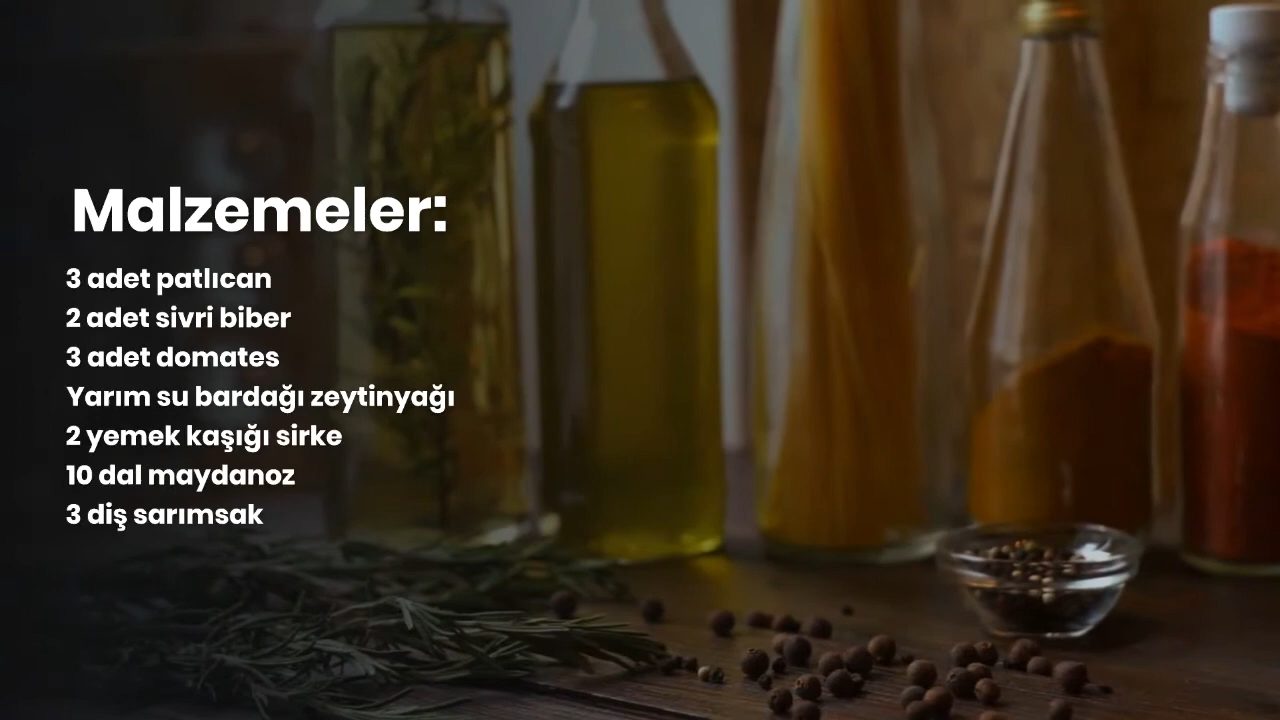 Malzemeler:
3 adet patlıcan
2 adet sivri biber
3 adet domates
Yarım su bardağı zeytinyağı
2 yemek kaşığı sirke
10 dal maydanoz
3 diş sarımsak